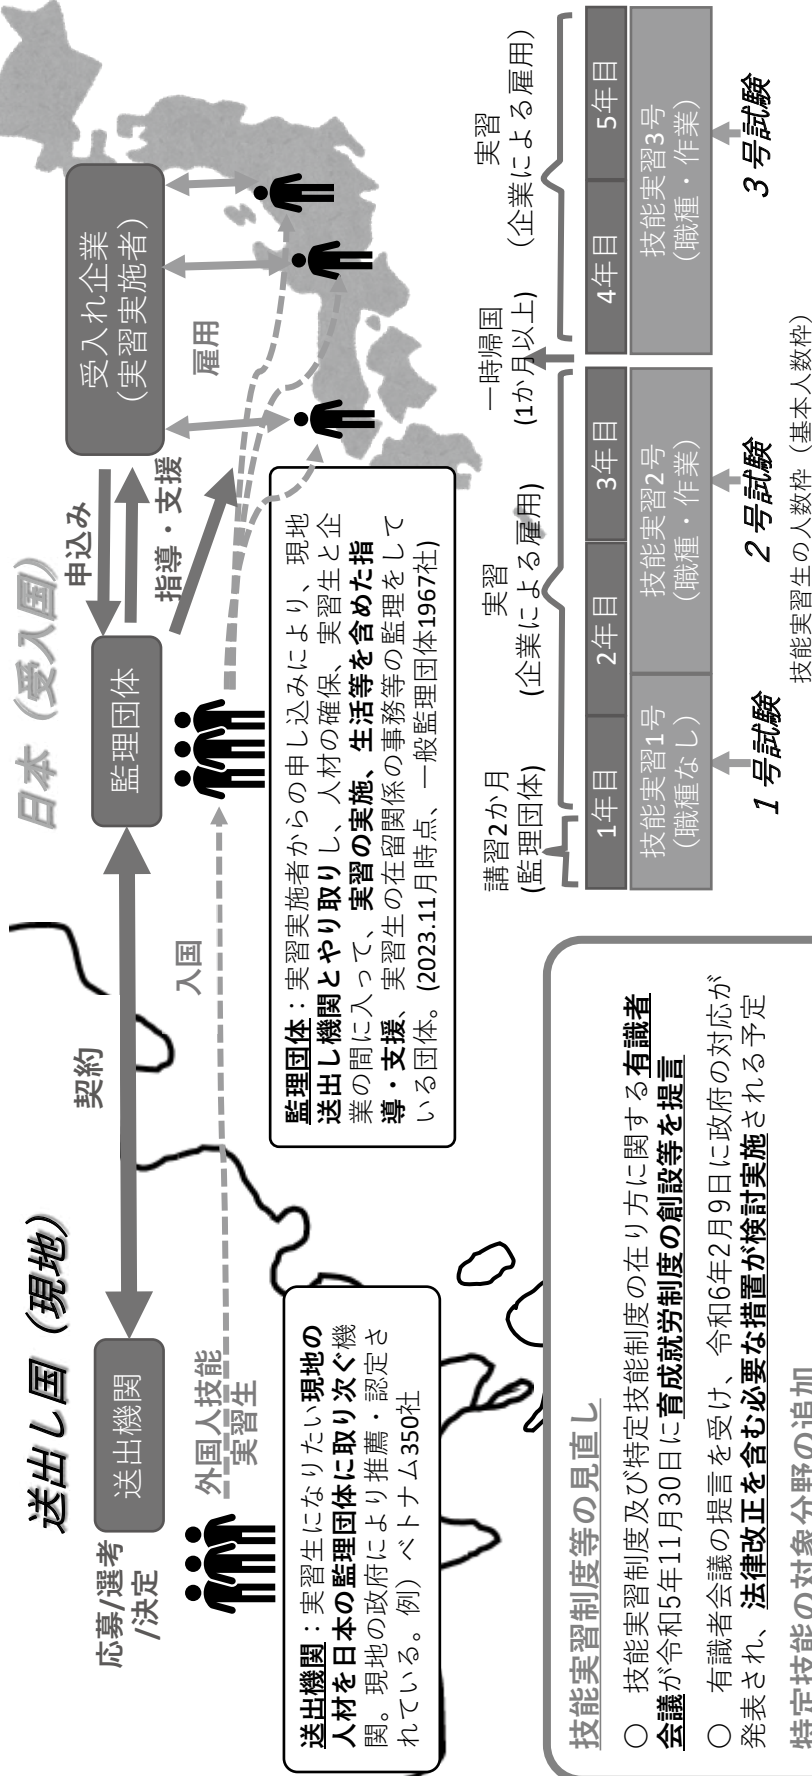 送出し国（現地）
日本（受入国）
応募/選考
/決定
送出機関
契約
監理団体
申込み
指導・支援
受入れ企業
（実習実施者）
雇用
外国人技能
実習生
入国
送出機関：実習生になりたい現地の
人材を日本の監理団体に取り次ぐ機
関。現地の政府により推薦・認定さ
れている。例）ベトナム350社
監理団体：実習実施者からの申し込みにより、現地
送出し機関とやり取りし、人材の確保、実習生と企
業の間に入って、実習の実施、生活等を含めた指
導・支援、実習生の在留関係の事務等の監理をして
いる団体。(2023.11月時点、一般監理団体1967社)
技能実習制度等の見直し
○ 技能実習制度及び特定技能制度の在り方に関する有識者
会議が令和5年11月30日に育成就労制度の創設等を提言
○ 有識者会議の提言を受け、令和6年2月9日に政府の対応が
発表され、法律改正を含む必要な措置が検討実施される予定
特定技能の対象分野の追加
講習2か月
(監理団体)
実習
(企業による雇用)
一時帰国
(1か月以上)
実習
（企業による雇用）
1年目
2年目
3年目
4年目
5年目
技能実習1号
（職種なし）
技能実習2号
（職種・作業）
技能実習3号
（職種・作業）
１号試験
２号試験
３号試験
技能実習生の人数枠（基本人数枠）